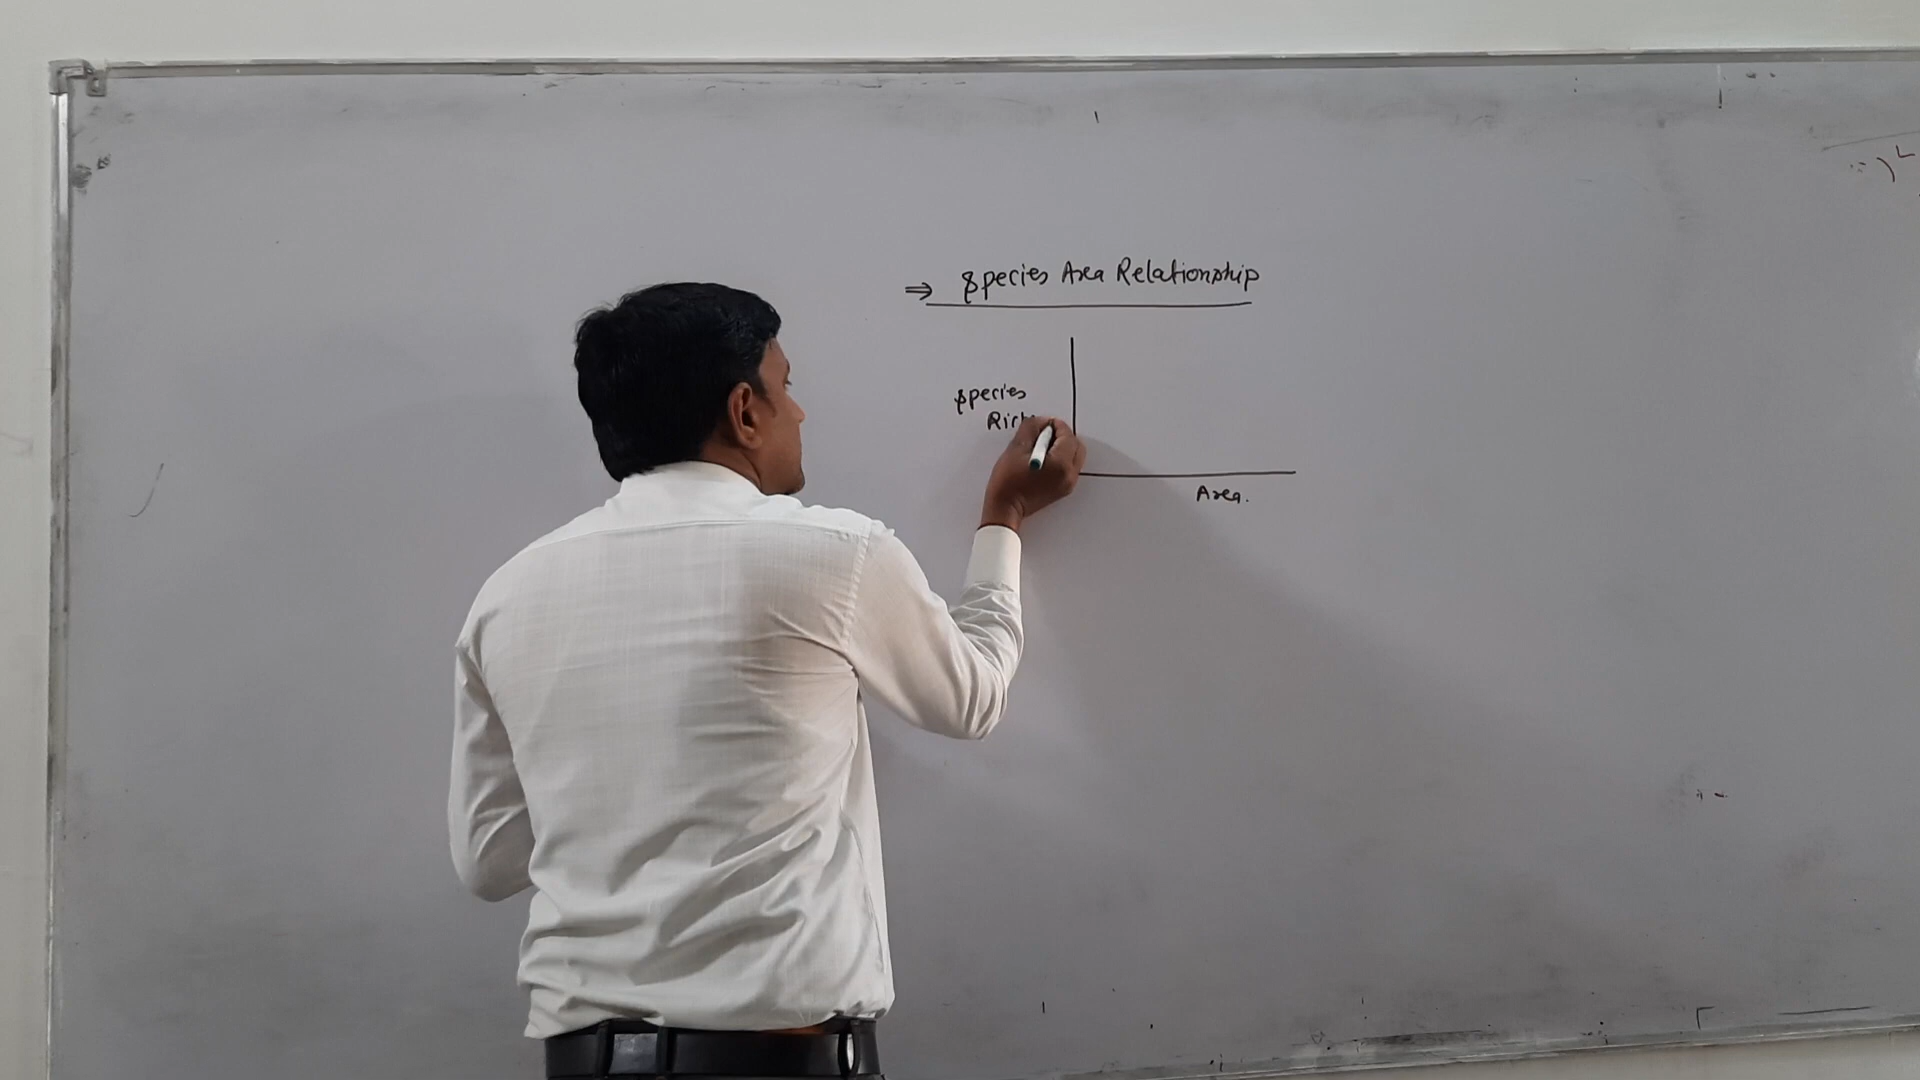 ⇒ Species Area Relationship
Species
Area.